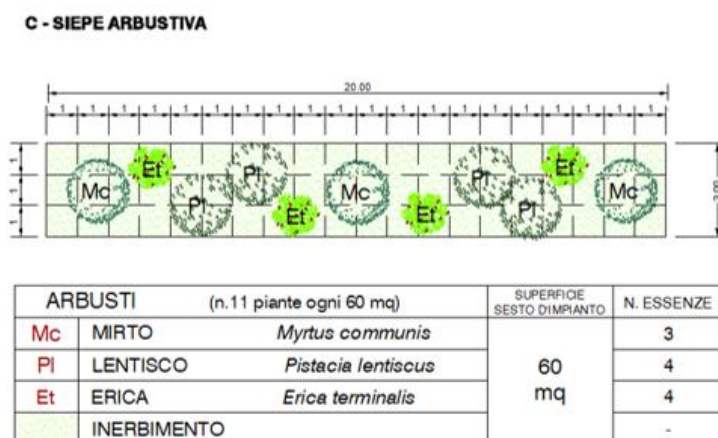 C - SIEPE ARBUSTIVA
20.00
1 1 1 1 1 1 1 1 1 1 1 1 1 1 1 1 1 1 1 1
1
1
1
3.00
Mc Et Pl Pl Et Mc Et Pl Pl Et Mc
ARBUSTI (n.11 piante ogni 60 mq) SUPERFICIE SESTO DIMPIANTO N. ESSENZE
Mc MIRTO Myrtus communis 3
Pl LENTISCO Pistacia lentiscus 60 mq 4
Et ERICA Erica terminalis 4
INERBIMENTO -